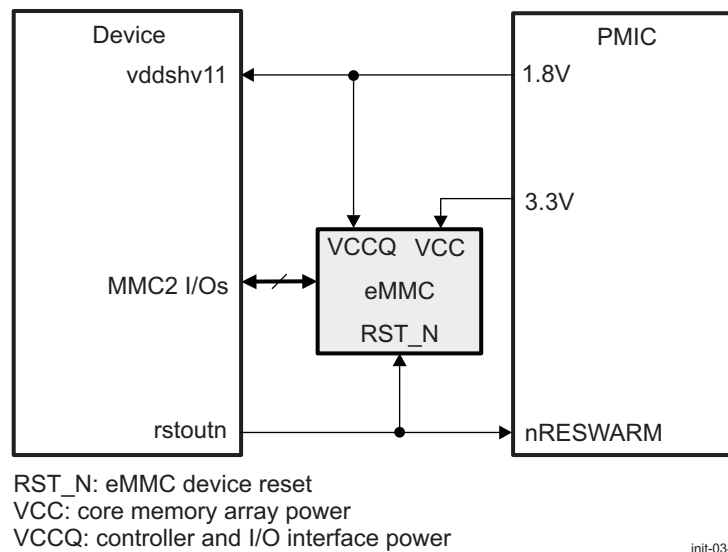 Device
PMIC
vddshv11
1.8V
3.3V
VCCQ VCC
MMC2 I/Os
eMMC
RST_N
rstoutn
nRESWARM
RST_N: eMMC device reset
VCC: core memory array power
VCCQ: controller and I/O interface power